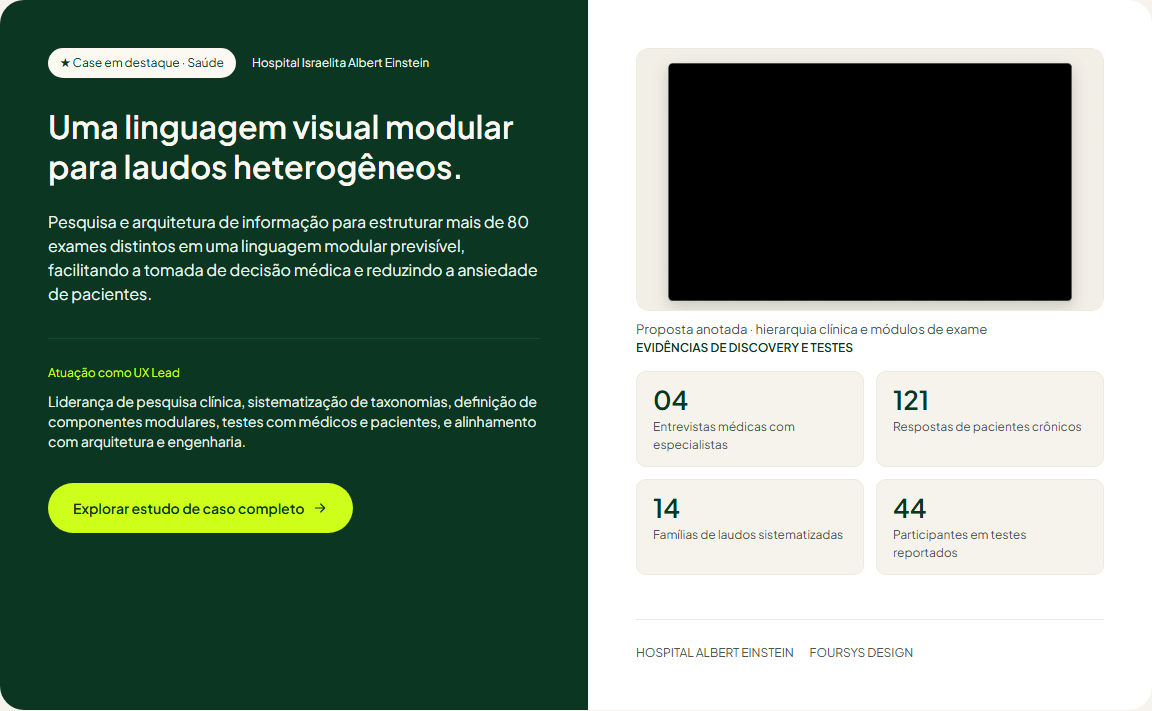 ★ Case em destaque · Saúde
Hospital Israelita Albert Einstein
Uma linguagem visual modular
para laudos heterogêneos.
Pesquisa e arquitetura de informação para estruturar mais de 80
exames distintos em uma linguagem modular previsível,
facilitando a tomada de decisão médica e reduzindo a ansiedade
de pacientes.
Atuação como UX Lead
Liderança de pesquisa clínica, sistematização de taxonomias, definição de
componentes modulares, testes com médicos e pacientes, e alinhamento
com arquitetura e engenharia.
Explorar estudo de caso completo →
Proposta anotada · hierarquia clínica e módulos de exame
EVIDÊNCIAS DE DISCOVERY E TESTES
04
Entrevistas médicas com
especialistas
121
Respostas de pacientes crônicos
14
Famílias de laudos sistematizadas
44
Participantes em testes
reportados
HOSPITAL ALBERT EINSTEIN
FOURSYS DESIGN